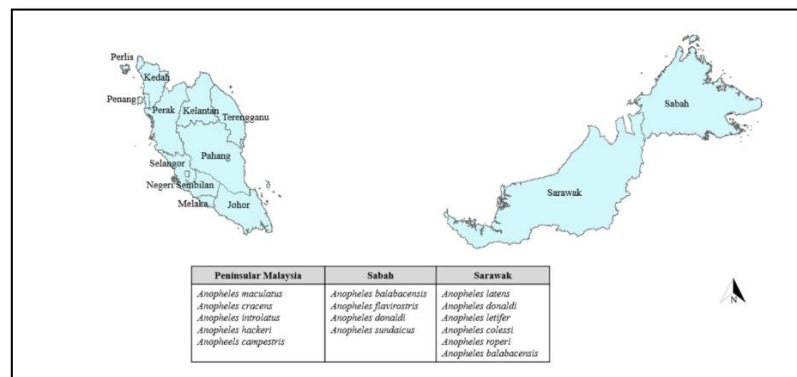 Perlis
Kedah
Penang
Perak
Kelantan
Terengganu
Pahang
Selangor
Negeri Sembilan
Melaka
Johor
Sabah
Sarawak
Peninsular Malaysia Sabah Sarawak
Anopheles maculatus Anopheles balabacensis Anopheles latens
Anopheles cracens Anopheles flavirostris Anopheles donaldi
Anopheles introlatus Anopheles donaldi Anopheles letifer
Anopheles hackeri Anopheles sundaicus Anopheles colessi
Anopheels campestris Anopheles roperi
Anopheles balabacensis
N